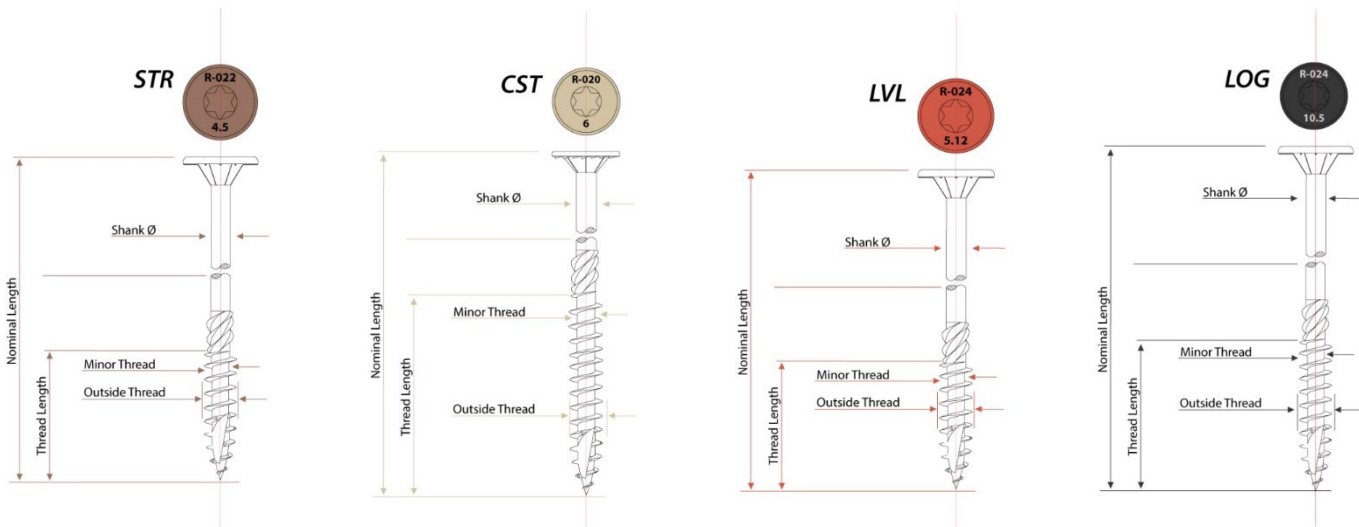 STR
R-022
4.5
Shank Ø
Nominal Length
Thread Length
Minor Thread
Outside Thread
CST
R-020
6
Shank Ø
Nominal Length
Thread Length
Minor Thread
Outside Thread
LVL
R-024
5.12
Shank Ø
Nominal Length
Thread Length
Minor Thread
Outside Thread
LOG
R-024
10.5
Shank Ø
Nominal Length
Thread Length
Minor Thread
Outside Thread